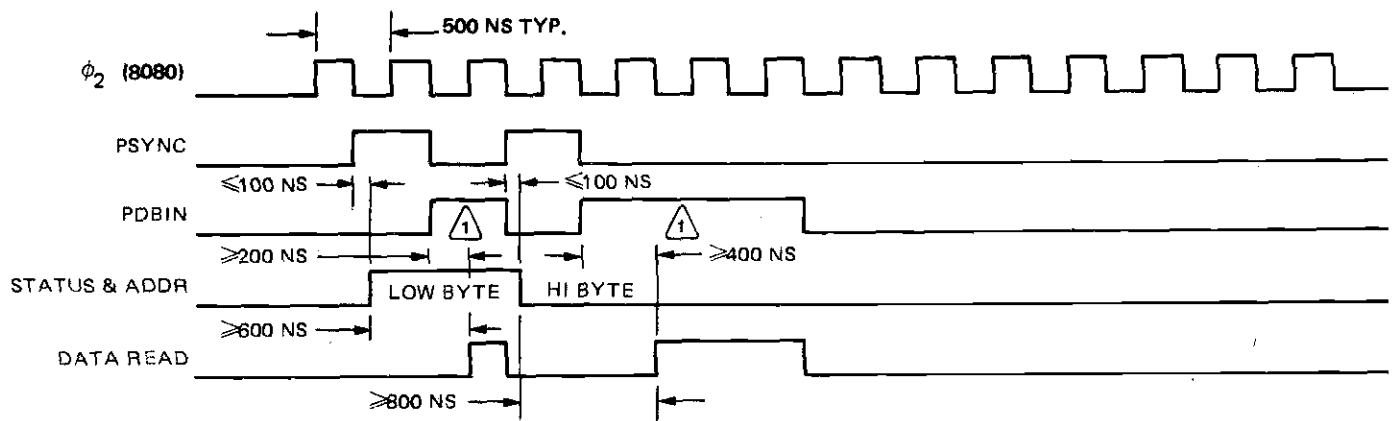 500 NS TYP.
ϕ2 (8080)
PSYNC
≤100 NS
≤100 NS
PDBIN
1
1
≥200 NS
≥400 NS
STATUS & ADDR
LOW BYTE
HI BYTE
≥600 NS
DATA READ
≥800 NS